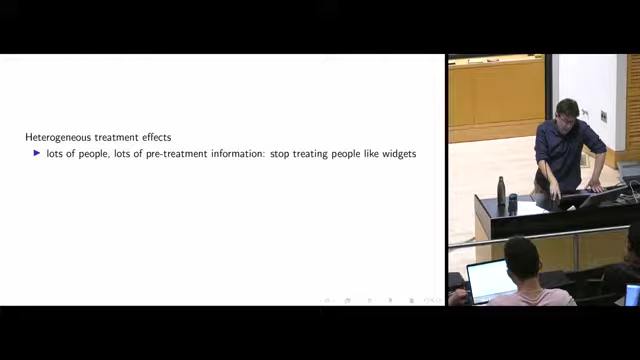 Heterogeneous treatment effects
lots of people, lots of pre-treatment information: stop treating people like widgets